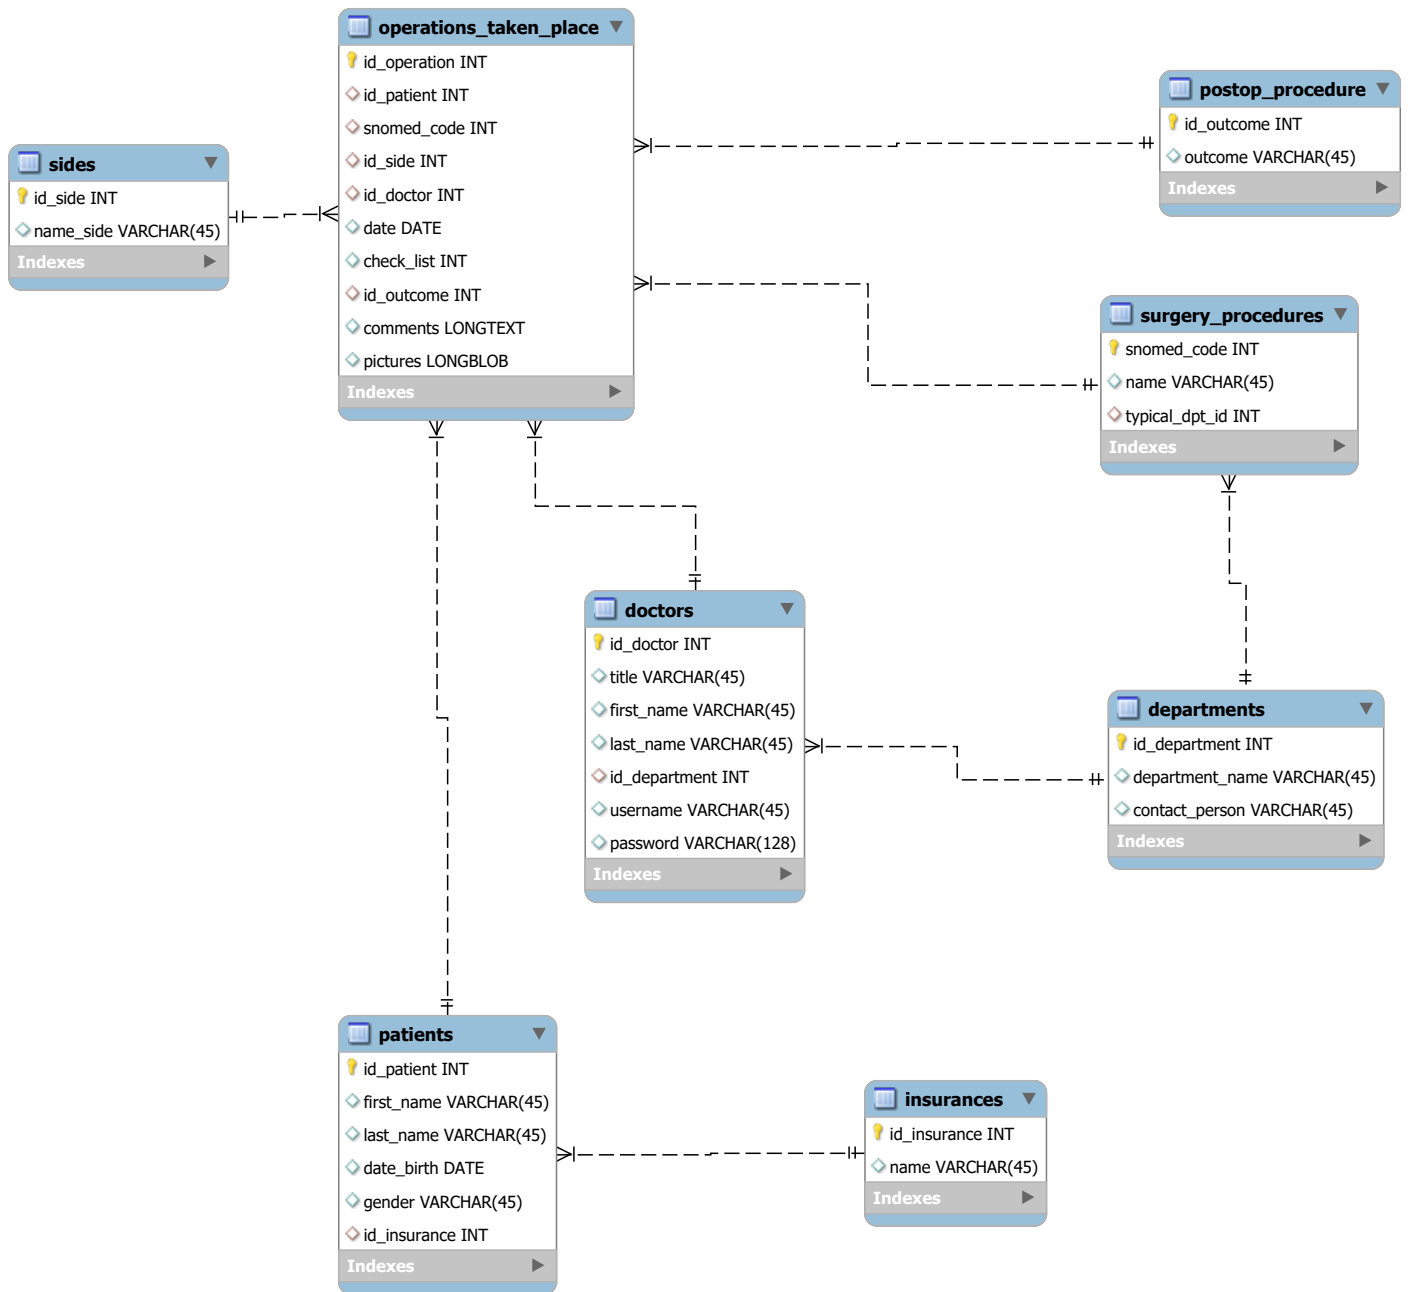 operations_taken_place
id_operation INT
id_patient INT
snomed_code INT
id_side INT
id_doctor INT
date DATE
check_list INT
id_outcome INT
comments LONGTEXT
pictures LONGBLOB
Indexes
postop_procedure
id_outcome INT
outcome VARCHAR(45)
Indexes
sides
id_side INT
name_side VARCHAR(45)
Indexes
surgery_procedures
snomed_code INT
name VARCHAR(45)
typical_dpt_id INT
Indexes
doctors
id_doctor INT
title VARCHAR(45)
first_name VARCHAR(45)
last_name VARCHAR(45)
id_department INT
username VARCHAR(45)
password VARCHAR(128)
Indexes
departments
id_department INT
department_name VARCHAR(45)
contact_person VARCHAR(45)
Indexes
patients
id_patient INT
first_name VARCHAR(45)
last_name VARCHAR(45)
date_birth DATE
gender VARCHAR(45)
id_insurance INT
Indexes
insurances
id_insurance INT
name VARCHAR(45)
Indexes